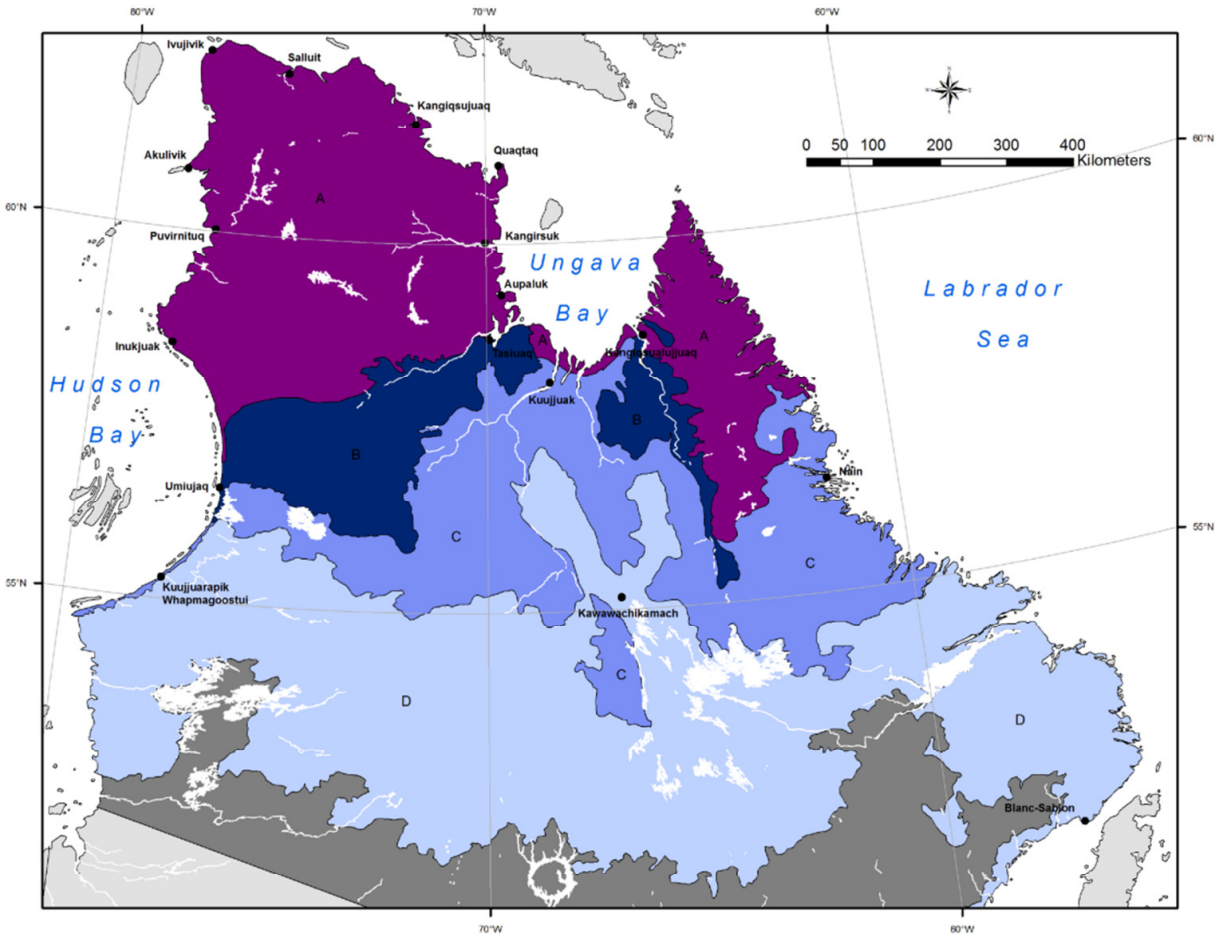 80°W
70°W
60°W
Ivujivik
Salluit
Kangiqsujuaq
N
W
E
S
60°N
0 50 100 200 300 400
Kilometers
Akulivik
Quaqtaq
A
60°N
Puvirnituq
Kangirsuk
Ungava
Bay
Aupaluk
Labrador
Sea
Inukjuak
A
A
Tasiuaq
Kangiqsualujjuaq
Hudson
Bay
Kuujjuak
B
B
Nain
Umiujaq
55°N
C
C
55°N
Kuujjuarapik
Whapmagoostui
Kawawachikamach
C
D
D
Blanc-Sablon
70°W
60°W